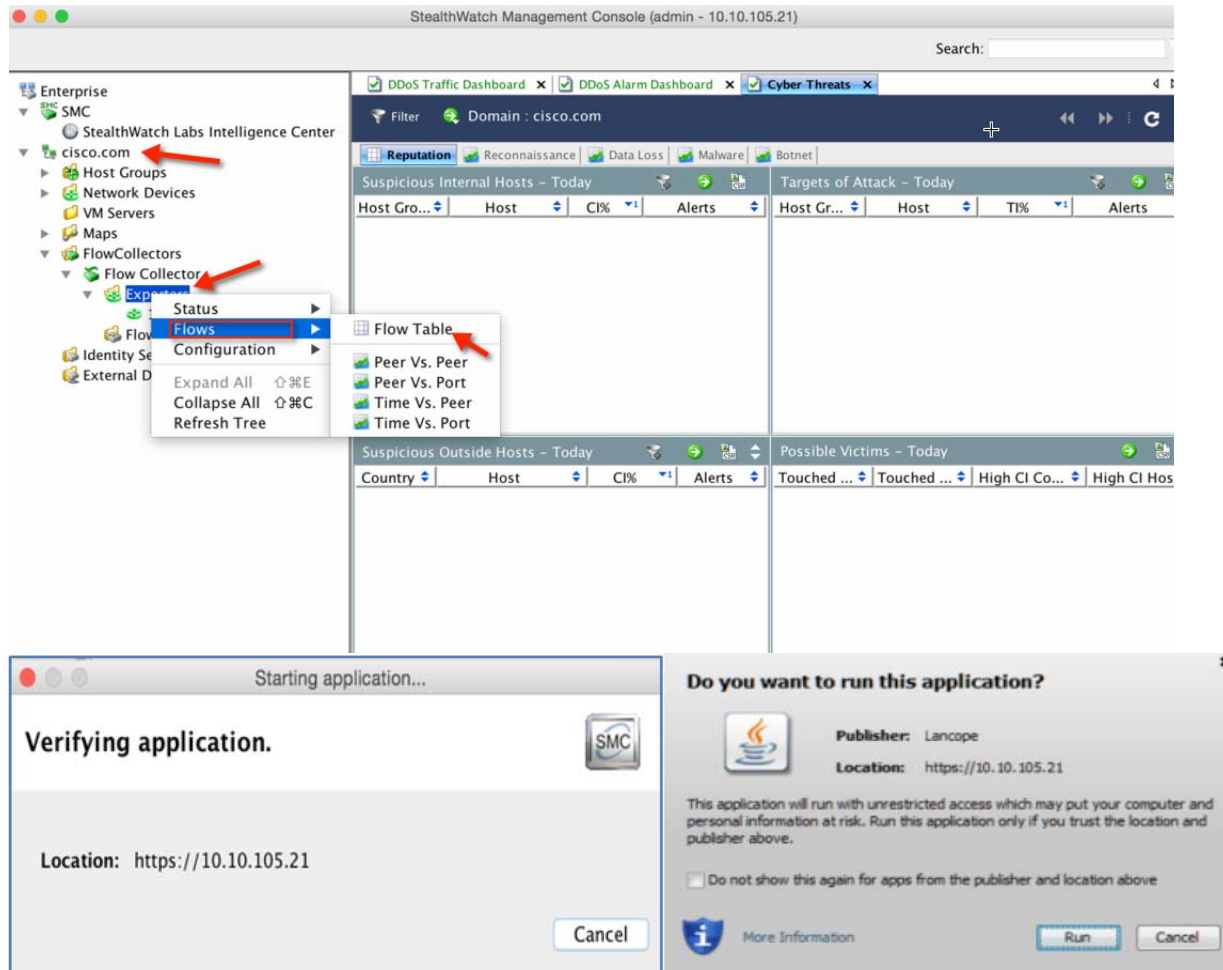 StealthWatch Management Console (admin - 10.10.105.21)
Search:
Enterprise
SMC
StealthWatch Labs Intelligence Center
cisco.com
Host Groups
Network Devices
VM Servers
Maps
FlowCollectors
Flow Collector
Exporters
Flow
Identity Se
External D
Status
Flows
Configuration
Expand All ⇧⌘E
Collapse All ⇧⌘C
Refresh Tree
Flow Table
Peer Vs. Peer
Peer Vs. Port
Time Vs. Peer
Time Vs. Port
DDoS Traffic Dashboard
DDoS Alarm Dashboard
Cyber Threats
Filter
Domain : cisco.com
Reputation
Reconnaissance
Data Loss
Malware
Botnet
Suspicious Internal Hosts - Today
Host Gro... Host CI% 1 Alerts
Targets of Attack - Today
Host Gr... Host TI% 1 Alerts
Suspicious Outside Hosts - Today
Country Host CI% 1 Alerts
Possible Victims - Today
Touched ... Touched ... High CI Co... High CI Hos
Starting application...
Verifying application.
SMC
Location: https://10.10.105.21
Cancel
Do you want to run this application?
Publisher: Lancope
Location: https://10.10.105.21
This application will run with unrestricted access which may put your computer and
personal information at risk. Run this application only if you trust the location and
publisher above.
Do not show this again for apps from the publisher and location above
More Information
Run
Cancel